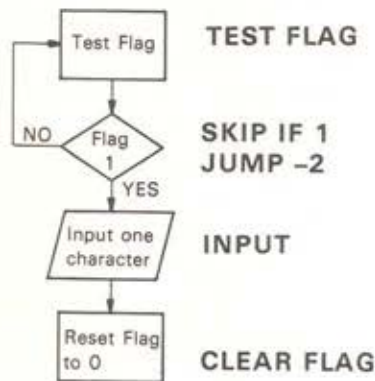 Test Flag
TEST FLAG
NO
Flag
1
SKIP IF 1
JUMP –2
YES
Input one
character
INPUT
Reset Flag
to 0
CLEAR FLAG